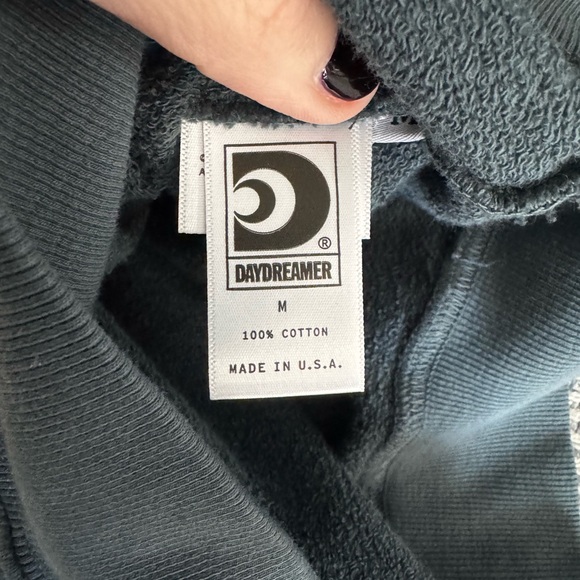 ®
DAYDREAMER
M
100% COTTON
MADE IN U.S.A.